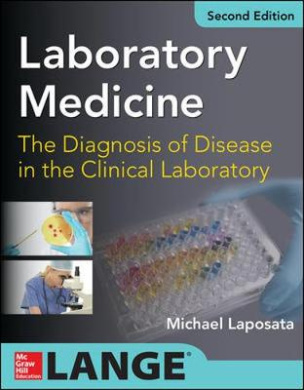 Second Edition
Laboratory
Medicine
The Diagnosis of Disease
in the Clinical Laboratory
Michael Laposata
Mc
Graw
Hill
Education
LANGE®